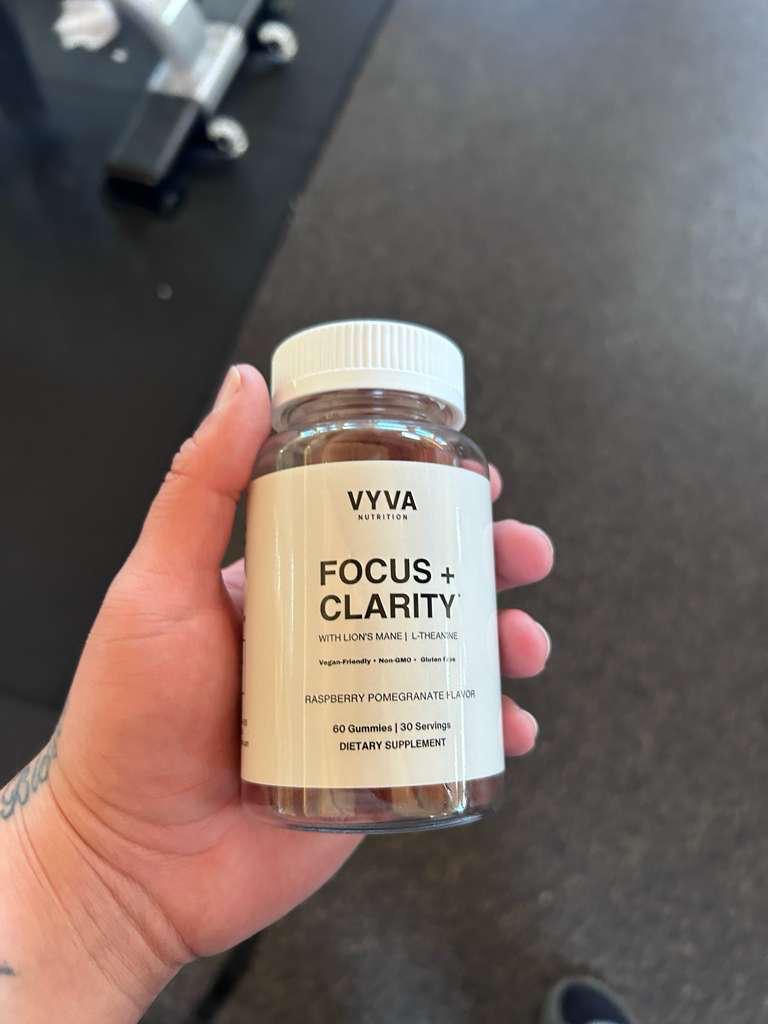 VYVA
NUTRITION
FOCUS +
CLARITY
WITH LION'S MANE | L-THEANINE
Vegan-Friendly • Non-GMO • Gluten Free
RASPBERRY POMEGRANATE FLAVOR
60 Gummies | 30 Servings
DIETARY SUPPLEMENT